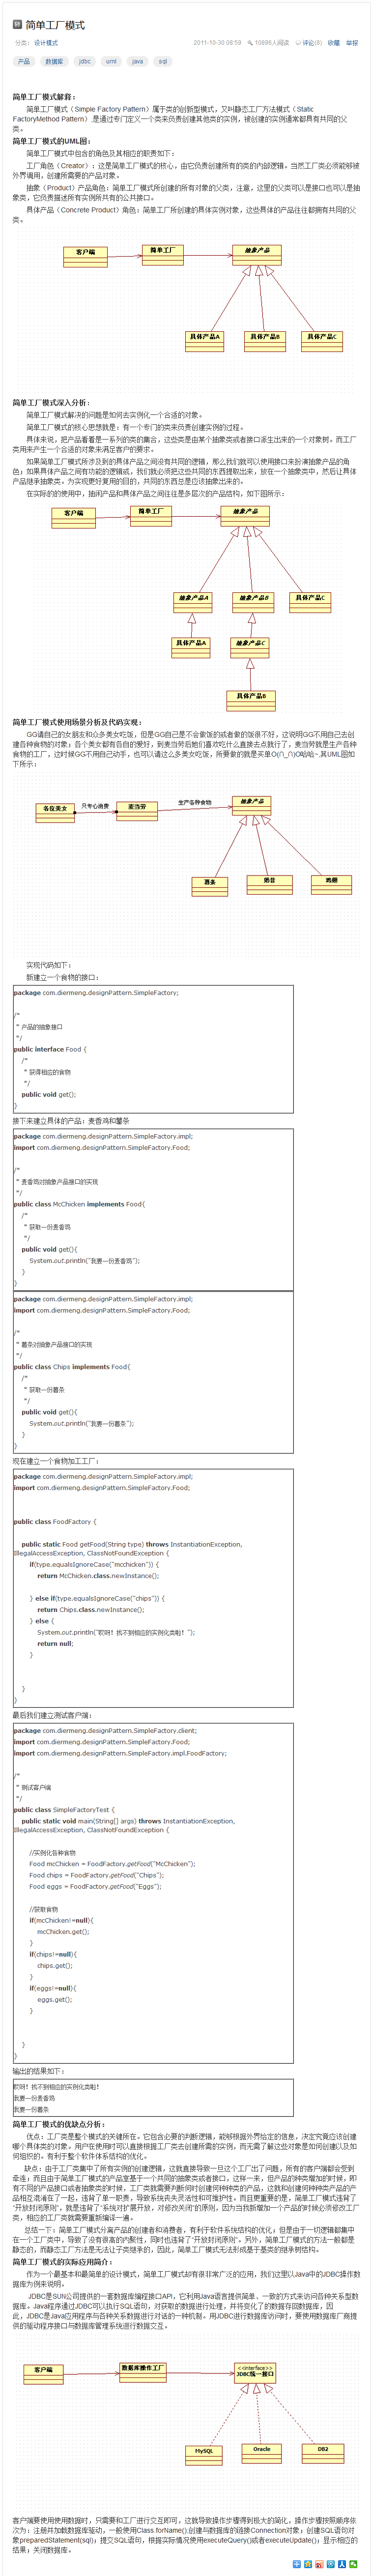 简单工厂模式
分类： 设计模式
2011-10-30 08:59 10896人阅读 评论(8) 收藏 举报
产品 数据库 jdbc uml java sql
简单工厂模式解释：
简单工厂模式（Simple Factory Pattern）属于类的创新型模式，又叫静态工厂方法模式（Static
FactoryMethod Pattern）,是通过专门定义一个类来负责创建其他类的实例，被创建的实例通常都具有共同的父
类。
简单工厂模式的UML图：
简单工厂模式中包含的角色及其相应的职责如下：
工厂角色（Creator）：这是简单工厂模式的核心，由它负责创建所有的类的内部逻辑。当然工厂类必须能够被
外界调用，创建所需要的产品对象。
抽象（Product）产品角色：简单工厂模式所创建的所有对象的父类，注意，这里的父类可以是接口也可以是抽
象类，它负责描述所有实例所共有的公共接口。
具体产品（Concrete Product）角色：简单工厂所创建的具体实例对象，这些具体的产品往往都拥有共同的父
类。
客户端
简单工厂
抽象产品
具体产品A
具体产品B
具体产品C
简单工厂模式深入分析：
简单工厂模式解决的问题是如何去实例化一个合适的对象。
简单工厂模式的核心思想就是：有一个专门的类来负责创建实例的过程。
具体来说，把产品看着是一系列的类的集合，这些类是由某个抽象类或者接口派生出来的一个对象树。而工厂
类用来产生一个合适的对象来满足客户的要求。
如果简单工厂模式所涉及到的具体产品之间没有共同的逻辑，那么我们就可以使用接口来扮演抽象产品的角
色；如果具体产品之间有功能的逻辑或，我们就必须把这些共同的东西提取出来，放在一个抽象类中，然后让具体
产品继承抽象类。为实现更好复用的目的，共同的东西总是应该抽象出来的。
在实际的的使用中，抽闲产品和具体产品之间往往是多层次的产品结构，如下图所示：
客户端
简单工厂
抽象产品
抽象产品A
抽象产品B
具体产品C
具体产品A
抽象产品C
具体产品B
简单工厂模式使用场景分析及代码实现：
GG请自己的女朋友和众多美女吃饭，但是GG自己是不会做饭的或者做的饭很不好，这说明GG不用自己去创
建各种食物的对象；各个美女都有各自的爱好，到麦当劳后她们喜欢吃什么直接去点就行了，麦当劳就是生产各种
食物的工厂，这时候GG不用自己动手，也可以请这么多美女吃饭，所要做的就是买单O(∩_∩)O哈哈~,其UML图如
下所示：
各位美女
只专心消费
麦当劳
生产各种食物
抽象产品
薯条
奶昔
鸡翅
实现代码如下：
新建立一个食物的接口：
package com.diermeng.designPattern.SimpleFactory;
/*
* 产品的抽象接口
*/
public interface Food {
/*
* 获得相应的食物
*/
public void get();
}
接下来建立具体的产品：麦香鸡和薯条
package com.diermeng.designPattern.SimpleFactory.impl;
import com.diermeng.designPattern.SimpleFactory.Food;
/*
* 麦香鸡对抽象产品接口的实现
*/
public class McChicken implements Food{
/*
* 获取一份麦香鸡
*/
public void get(){
System.out.println("我要一份麦香鸡");
}
}
package com.diermeng.designPattern.SimpleFactory.impl;
import com.diermeng.designPattern.SimpleFactory.Food;
/*
* 薯条对抽象产品接口的实现
*/
public class Chips implements Food{
/*
* 获取一份薯条
*/
public void get(){
System.out.println("我要一份薯条");
}
}
现在建立一个食物加工工厂：
package com.diermeng.designPattern.SimpleFactory.impl;
import com.diermeng.designPattern.SimpleFactory.Food;
public class FoodFactory {
public static Food getFood(String type) throws InstantiationException,
IllegalAccessException, ClassNotFoundException {
if(type.equalsIgnoreCase("mcchicken")) {
return McChicken.class.newInstance();
} else if(type.equalsIgnoreCase("chips")) {
return Chips.class.newInstance();
} else {
System.out.println("哎呀！找不到相应的实例化类啦！");
return null;
}
}
}
最后我们建立测试客户端：
package com.diermeng.designPattern.SimpleFactory.client;
import com.diermeng.designPattern.SimpleFactory.Food;
import com.diermeng.designPattern.SimpleFactory.impl.FoodFactory;
/*
* 测试客户端
*/
public class SimpleFactoryTest {
public static void main(String[] args) throws InstantiationException,
IllegalAccessException, ClassNotFoundException {
//实例化各种食物
Food mcChicken = FoodFactory.getFood("McChicken");
Food chips = FoodFactory.getFood("Chips");
Food eggs = FoodFactory.getFood("Eggs");
//获取食物
if(mcChicken!=null){
mcChicken.get();
}
if(chips!=null){
chips.get();
}
if(eggs!=null){
eggs.get();
}
}
}
输出的结果如下：
哎呀！找不到相应的实例化类啦！
我要一份麦香鸡
我要一份薯条
简单工厂模式的优缺点分析：
优点：工厂类是整个模式的关键所在。它包含必要的判断逻辑，能够根据外界给定的信息，决定究竟应该创建
哪个具体类的对象。用户在使用时可以直接根据工厂类去创建所需的实例，而无需了解这些对象是如何创建以及如
何组织的。有利于整个软件体系结构的优化。
缺点：由于工厂类集中了所有实例的创建逻辑，这就直接导致一旦这个工厂出了问题，所有的客户端都会受到
牵连；而且由于简单工厂模式的产品室基于一个共同的抽象类或者接口，这样一来，但产品的种类增加的时候，即
有不同的产品接口或者抽象类的时候，工厂类就需要判断何时创建何种种类的产品，这就和创建何种种类产品的产
品相互混淆在了一起，违背了单一职责，导致系统丧失灵活性和可维护性。而且更重要的是，简单工厂模式违背了
“开放封闭原则”，就是违背了“系统对扩展开放，对修改关闭”的原则，因为当我新增加一个产品的时候必须修改工厂
类，相应的工厂类就需要重新编译一遍。
总结一下：简单工厂模式分离产品的创建者和消费者，有利于软件系统结构的优化；但是由于一切逻辑都集中
在一个工厂类中，导致了没有很高的内聚性，同时也违背了“开放封闭原则”。另外，简单工厂模式的方法一般都是
静态的，而静态工厂方法是无法让子类继承的，因此，简单工厂模式无法形成基于基类的继承树结构。
简单工厂模式的实际应用简介：
作为一个最基本和最简单的设计模式，简单工厂模式却有很非常广泛的应用，我们这里以Java中的JDBC操作数
据库为例来说明。
JDBC是SUN公司提供的一套数据库编程接口API，它利用Java语言提供简单、一致的方式来访问各种关系型数
据库。Java程序通过JDBC可以执行SQL语句，对获取的数据进行处理，并将变化了的数据存回数据库，因
此，JDBC是Java应用程序与各种关系数据进行对话的一种机制。用JDBC进行数据库访问时，要使用数据库厂商提
供的驱动程序接口与数据库管理系统进行数据交互。
客户端
数据库操作工厂
<<interface>>
JDBC统一接口
MySQL
Oracle
DB2
客户端要使用使用数据时，只需要和工厂进行交互即可，这就导致操作步骤得到极大的简化，操作步骤按照顺序依
次为：注册并加载数据库驱动，一般使用Class.forName();创建与数据库的连接Connection对象；创建SQL语句对
象preparedStatement(sql)；提交SQL语句，根据实际情况使用executeQuery()或者executeUpdate()；显示相应的
结果；关闭数据库。